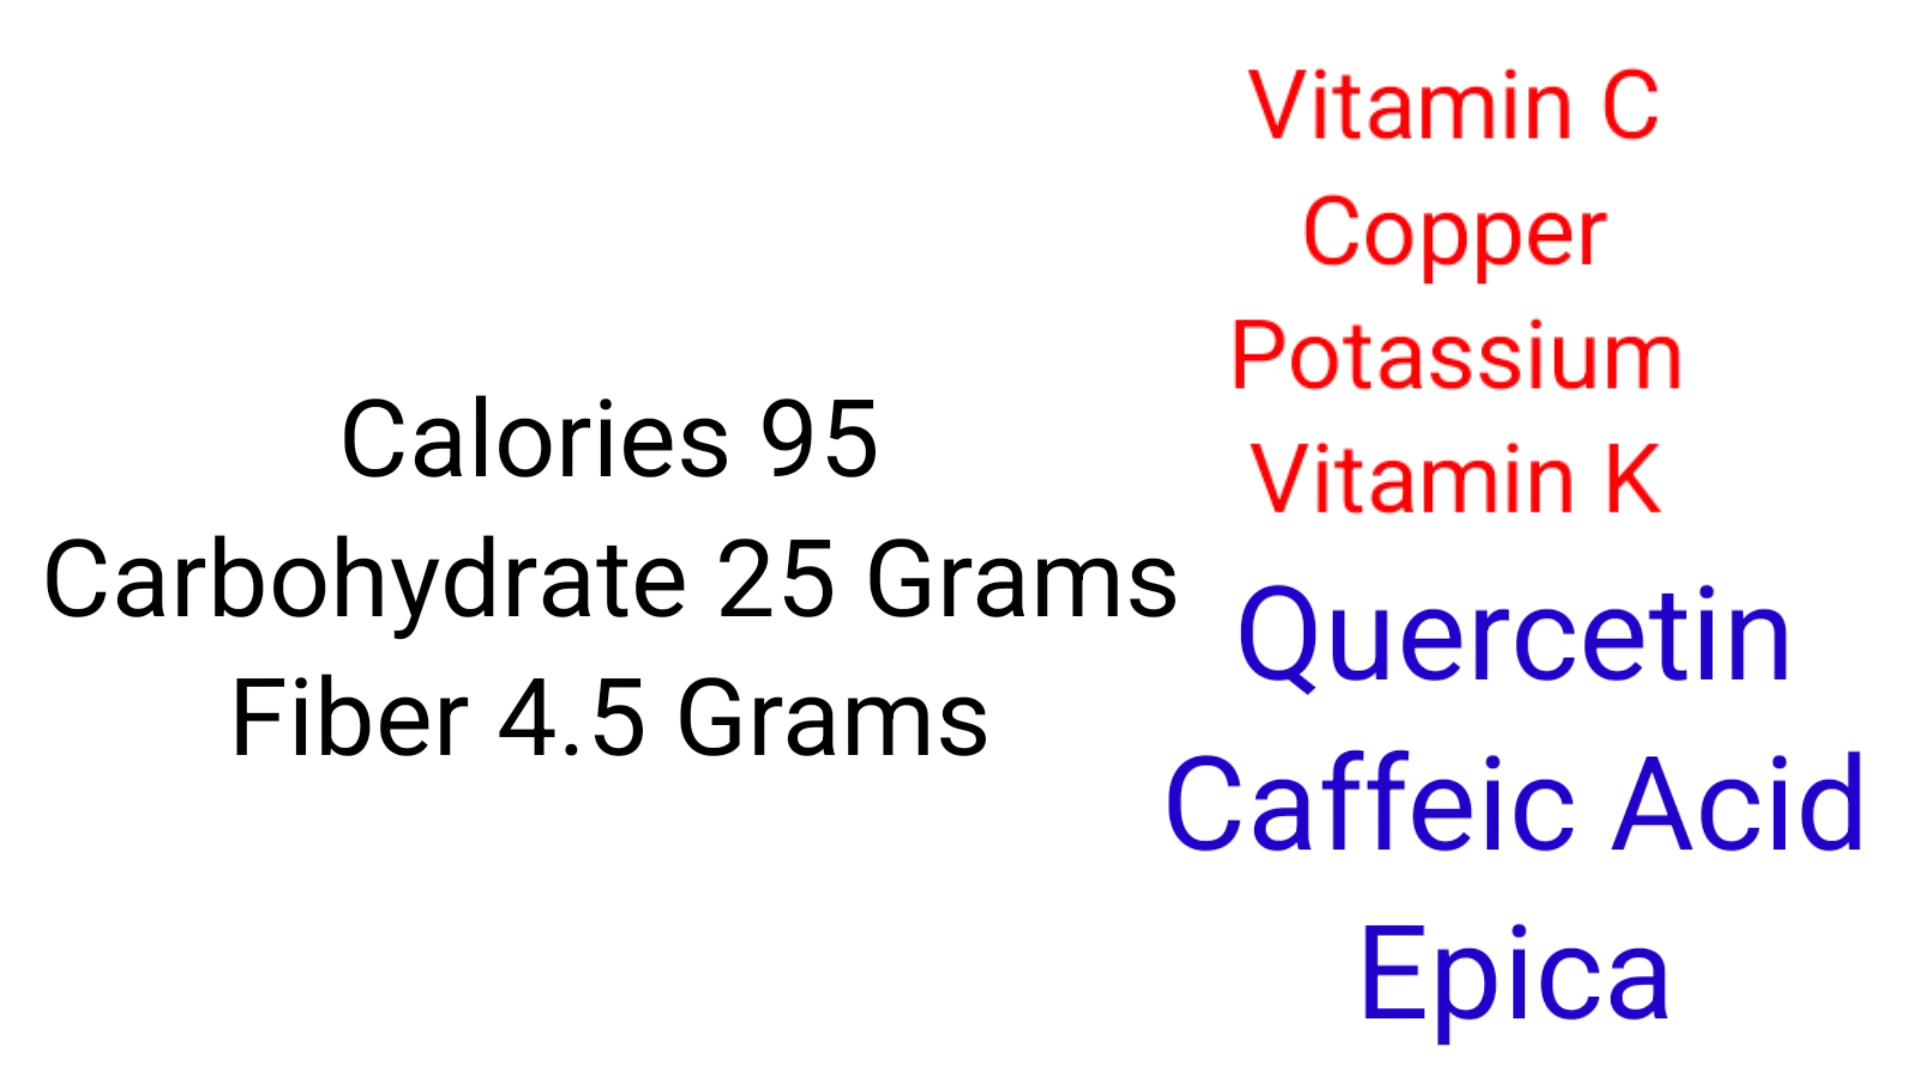 Calories 95
Carbohydrate 25 Grams
Fiber 4.5 Grams
Vitamin C
Copper
Potassium
Vitamin K
Quercetin
Caffeic Acid
Epica